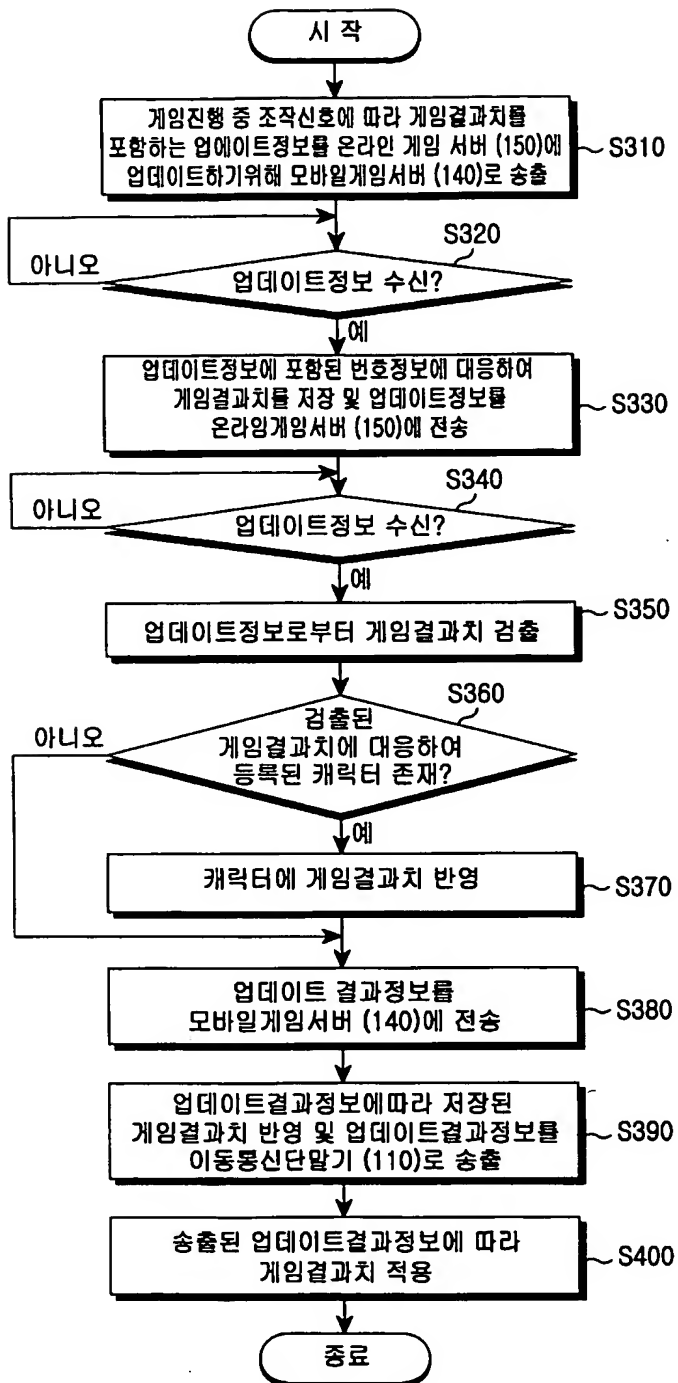 시 작
게임진행 중 조작신호에 따라 게임결과치를
포함하는 업에이트정보를 온라인 게임 서버 (150)에
업데이트하기위해 모바일게임서버 (140)로 송출
S310
S320
아니오
업데이트정보 수신?
예
업데이트정보에 포함된 번호정보에 대응하여
게임결과치를 저장 및 업데이트정보를
온라임게임서버 (150)에 전송
S330
S340
아니오
업데이트정보 수신?
예
S350
업데이트정보로부터 게임결과치 검출
S360
아니오
검출된
게임결과치에 대응하여
등록된 캐릭터 존재?
예
캐릭터에 게임결과치 반영
S370
업데이트 결과정보를
모바일게임서버 (140)에 전송
S380
업데이트결과정보에따라 저장된
게임결과치 반영 및 업데이트결과정보를
이동통신단말기 (110)로 송출
S390
송출된 업데이트결과정보에 따라
게임결과치 적용
S400
종료